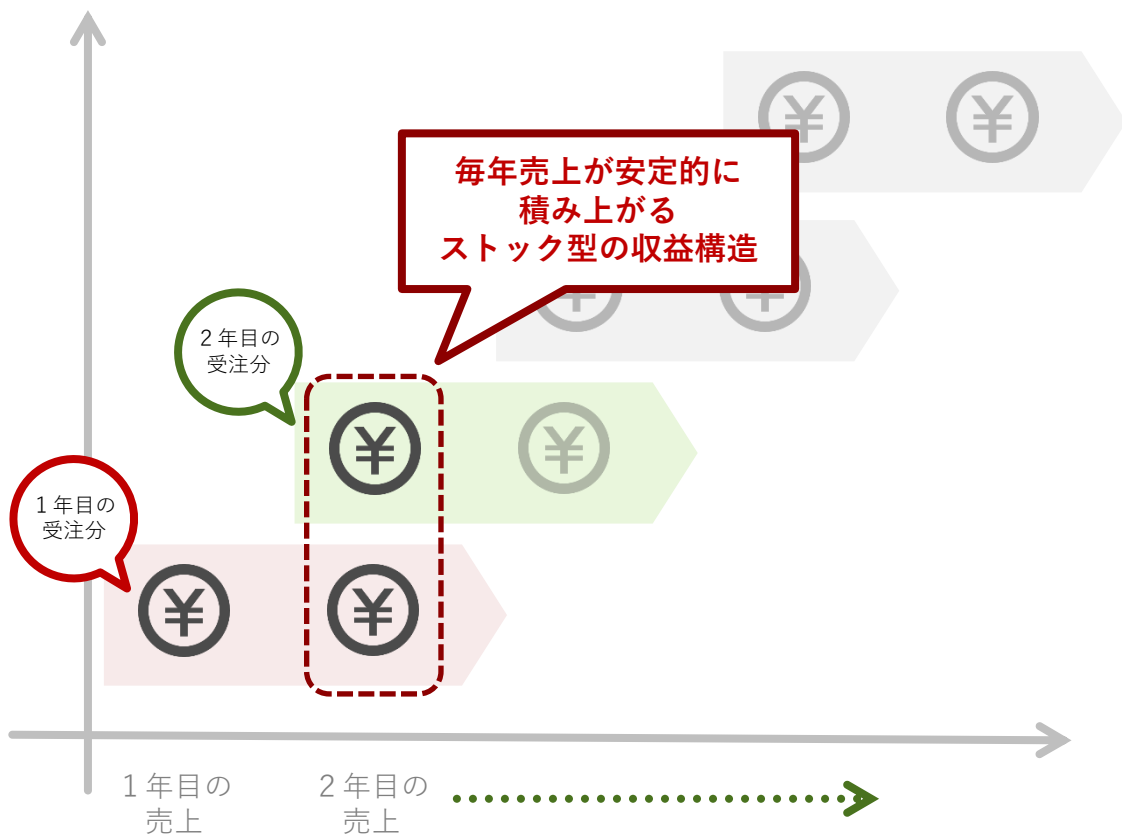 毎年売上が安定的に
積み上がる
ストック型の収益構造
２年目の
受注分
１年目の
受注分
¥ ¥
¥ ¥
¥ ¥
¥ ¥
１年目の
売上
２年目の
売上